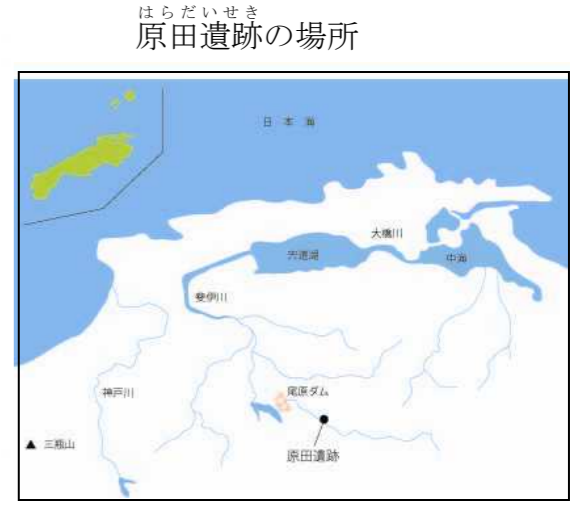 はらだいせき
原田遺跡の場所
日本海
大橋川
宍道湖
中海
斐伊川
神戸川
尾原ダム
三瓶山
原田遺跡